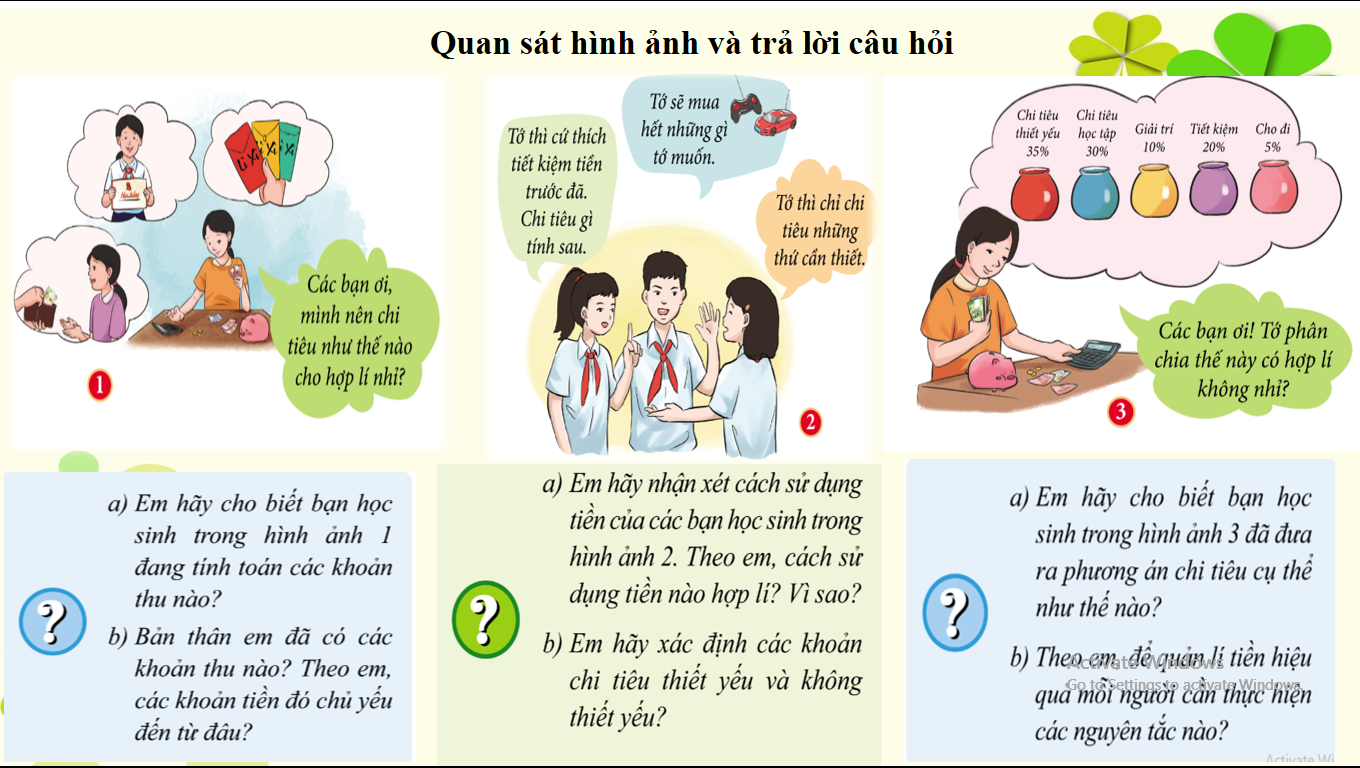 Quan sát hình ảnh và trả lời câu hỏi
Lì Xì
Lì Xì
Các bạn ơi,
mình nên chi
tiêu như thế nào
cho hợp lí nhỉ?
1
Tớ thì cứ thích
tiết kiệm tiền
trước đã.
Chi tiêu gì
tính sau.
Tớ sẽ mua
hết những gì
tớ muốn.
Tớ thì chỉ chi
tiêu những
thứ cần thiết.
2
Chi tiêu
thiết yếu
35%
Chi tiêu
học tập
30%
Giải trí
10%
Tiết kiệm
20%
Cho đi
5%
Các bạn ơi! Tớ phân
chia thế này có hợp lí
không nhỉ?
3
?
a) Em hãy cho biết bạn học
sinh trong hình ảnh 1
đang tính toán các khoản
thu nào?
b) Bản thân em đã có các
khoản thu nào? Theo em,
các khoản tiền đó chủ yếu
đến từ đâu?
?
a) Em hãy nhận xét cách sử dụng
tiền của các bạn học sinh trong
hình ảnh 2. Theo em, cách sử
dụng tiền nào hợp lí? Vì sao?
b) Em hãy xác định các khoản
chi tiêu thiết yếu và không
thiết yếu?
?
a) Em hãy cho biết bạn học
sinh trong hình ảnh 3 đã đưa
ra phương án chi tiêu cụ thể
như thế nào?
b) Theo em, để quản lí tiền hiệu
quả mỗi người cần thực hiện
các nguyên tắc nào?
Activate Windows
Go to Settings to activate Windows.
Activate Wi